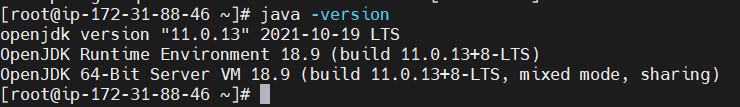 [root@ip-172-31-88-46 ~]# java -version
openjdk version "11.0.13" 2021-10-19 LTS
OpenJDK Runtime Environment 18.9 (build 11.0.13+8-LTS)
OpenJDK 64-Bit Server VM 18.9 (build 11.0.13+8-LTS, mixed mode, sharing)
[root@ip-172-31-88-46 ~]#